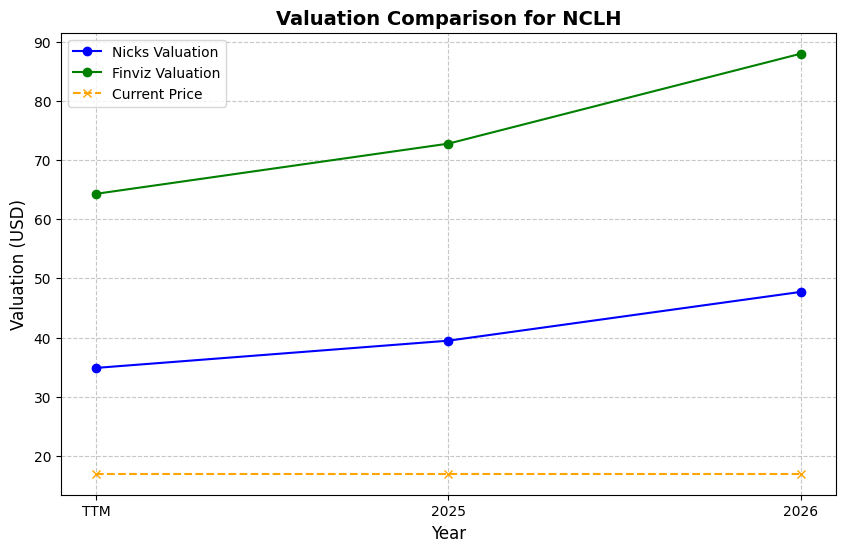 Valuation Comparison for NCLH
Nicks Valuation
Finviz Valuation
Current Price
Valuation (USD)
90
80
70
60
50
40
30
20
TTM
2025
2026
Year